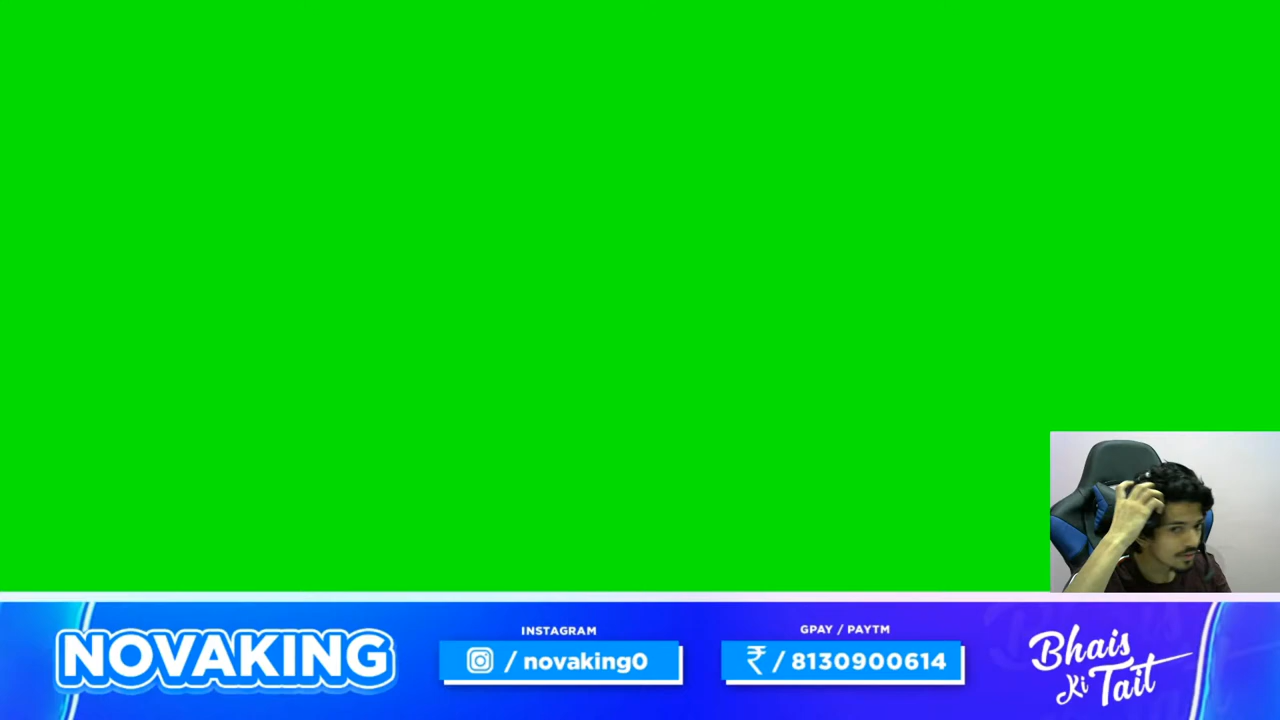 NOVAKING
INSTAGRAM
/ novaking0
GPAY / PAYTM
₹ / 8130900614
Bhais
Ki Tait